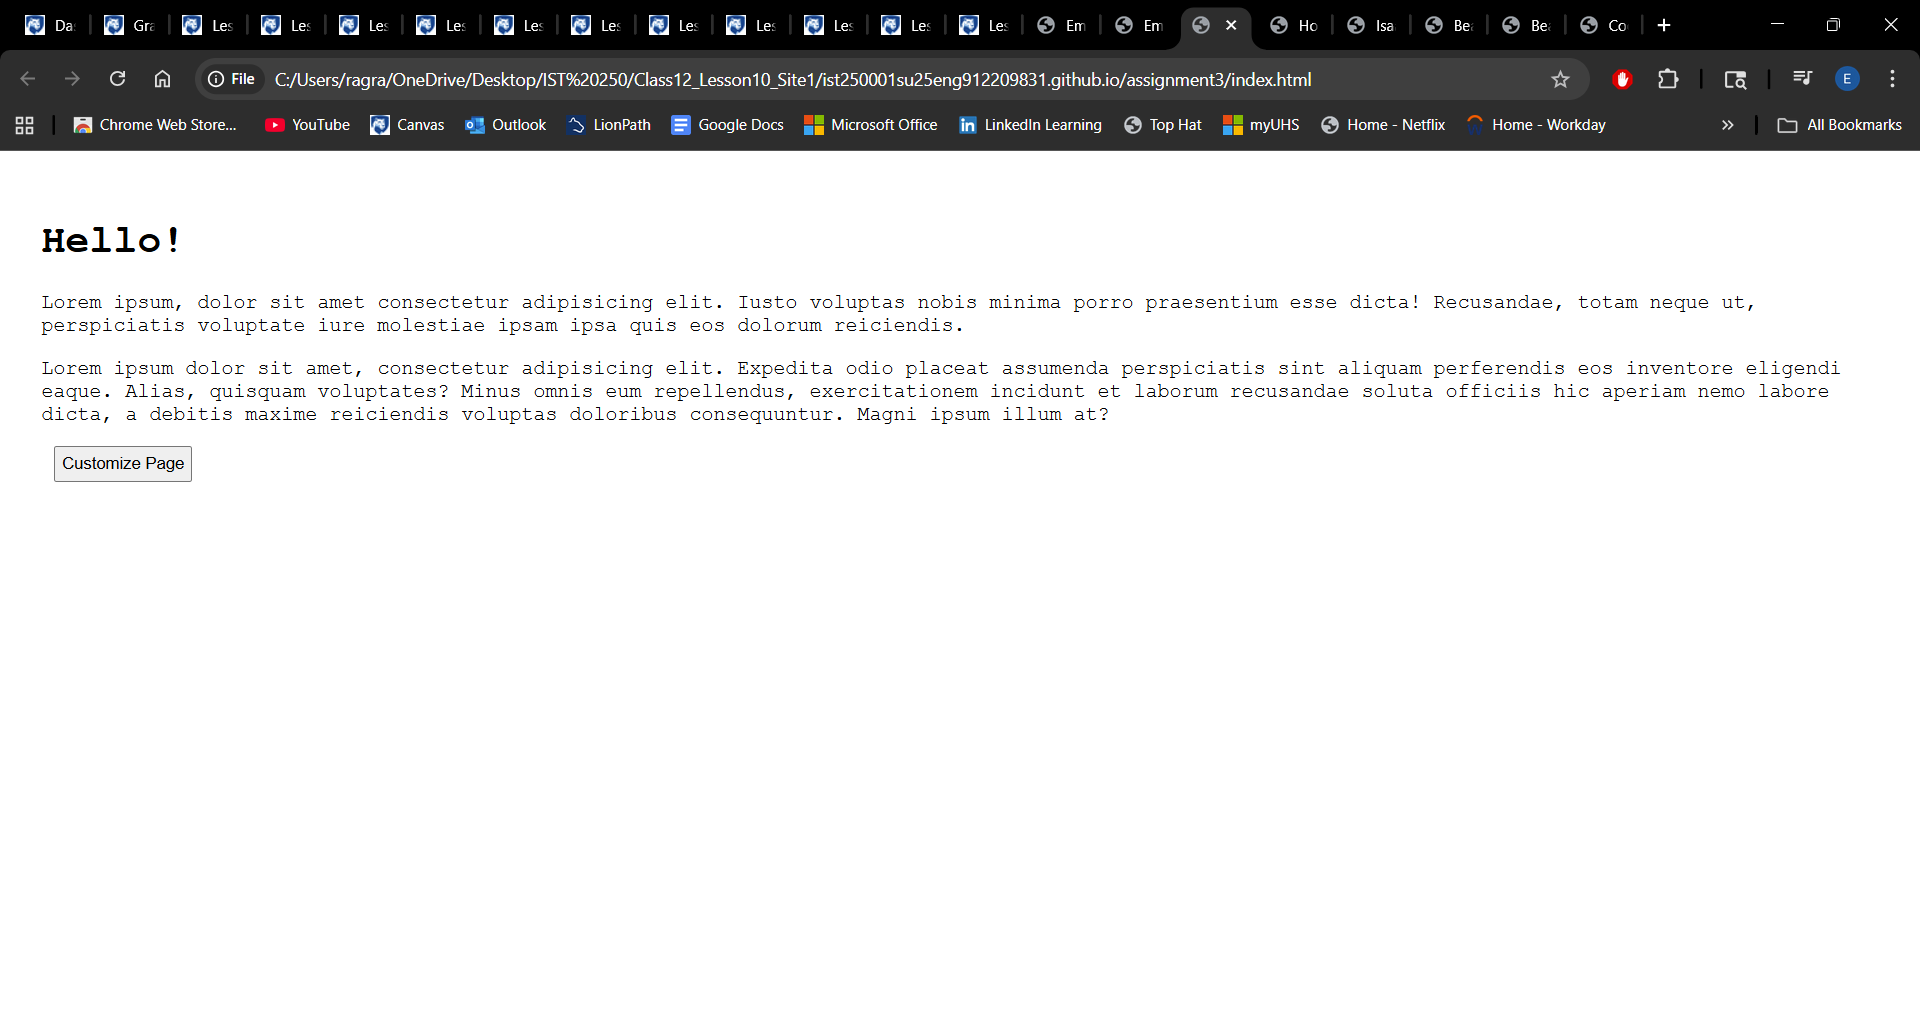 Da Gra Les Les Les Les Les Les Les Les Les Les Les Em Em Ho Isa Be Be Co
File C:/Users/ragra/OneDrive/Desktop/IST%20250/Class12_Lesson10_Site1/ist250001su25eng912209831.github.io/assignment3/index.html E
Chrome Web Store... YouTube Canvas Outlook LionPath Google Docs Microsoft Office LinkedIn Learning Top Hat myUHS Home - Netflix Home - Workday » All Bookmarks
Hello!
Lorem ipsum, dolor sit amet consectetur adipisicing elit. Iusto voluptas nobis minima porro praesentium esse dicta! Recusandae, totam neque ut,
perspiciatis voluptate iure molestiae ipsam ipsa quis eos dolorum reiciendis.
Lorem ipsum dolor sit amet, consectetur adipisicing elit. Expedita odio placeat assumenda perspiciatis sint aliquam perferendis eos inventore eligendi
eaque. Alias, quisquam voluptates? Minus omnis eum repellendus, exercitationem incidunt et laborum recusandae soluta officiis hic aperiam nemo labore
dicta, a debitis maxime reiciendis voluptas doloribus consequuntur. Magni ipsum illum at?
Customize Page